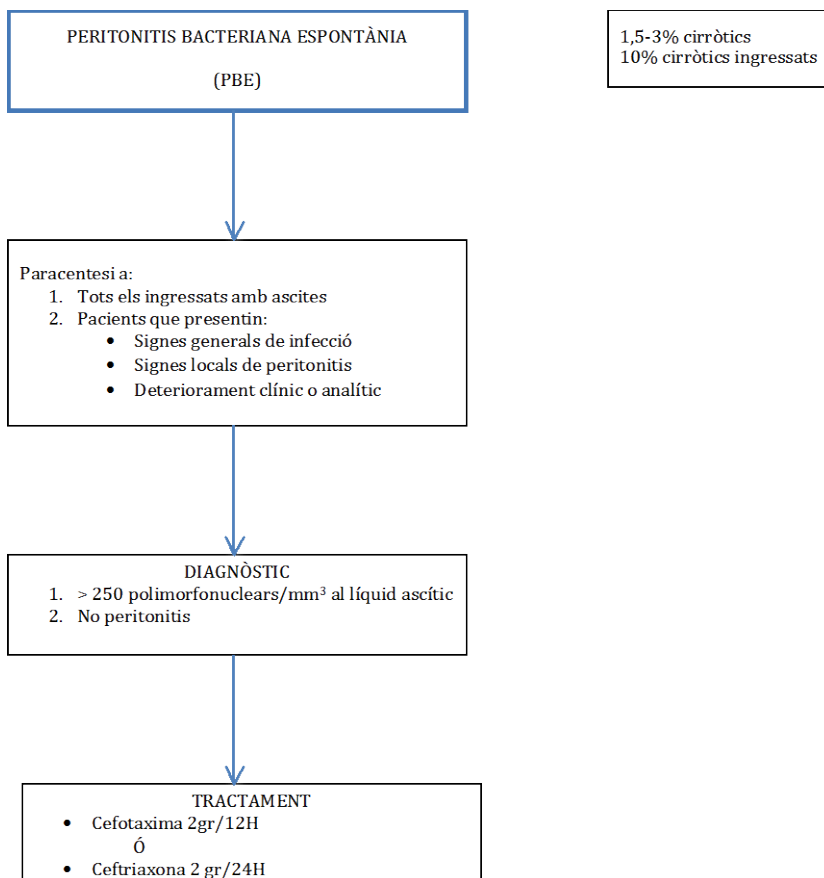 PERITONITIS BACTERIANA ESPONTÀNIA
(PBE)
1,5-3% cirròtics
10% cirròtics ingressats
Paracentesi a:
1. Tots els ingressats amb ascites
2. Pacients que presentin:
• Signes generals de infecció
• Signes locals de peritonitis
• Deteriorament clínic o analític
DIAGNÒSTIC
1. > 250 polimorfonuclears/mm³ al líquid ascític
2. No peritonitis
TRACTAMENT
• Cefotaxima 2gr/12H
Ó
• Ceftriaxona 2 gr/24H